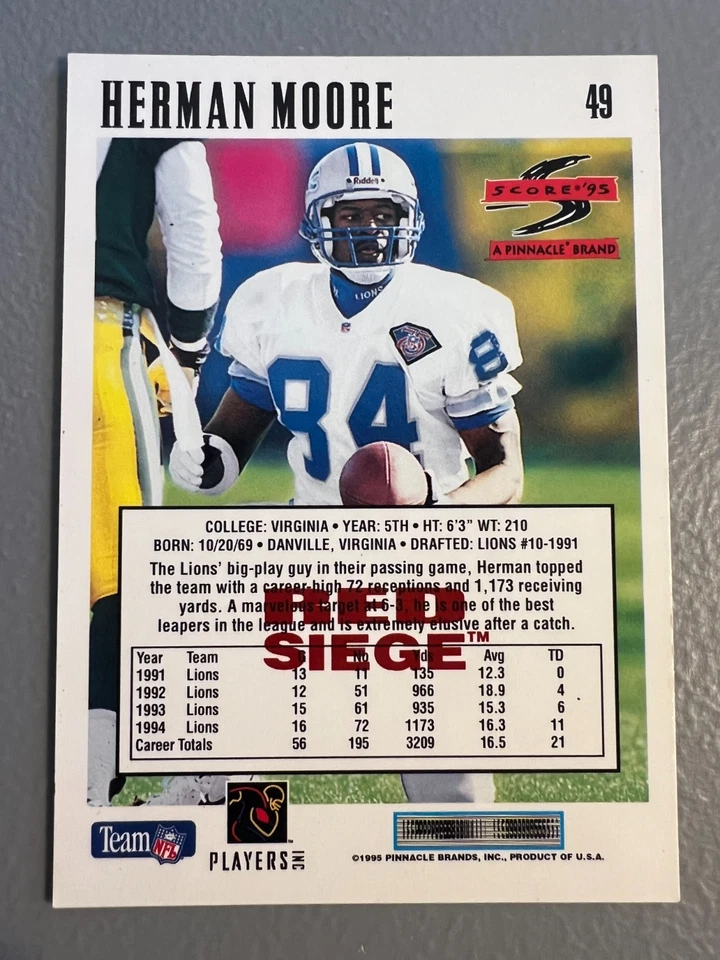 HERMAN MOORE
49
SCORE®'95
A PINNACLE® BRAND
Riddell
LIONS
84
84
COLLEGE: VIRGINIA • YEAR: 5TH • HT: 6'3" WT: 210
BORN: 10/20/69 • DANVILLE, VIRGINIA • DRAFTED: LIONS #10-1991
The Lions' big-play guy in their passing game, Herman topped
the team with a career-high 72 receptions and 1,173 receiving
yards. A marvelous target at 6-3, he is one of the best
leapers in the league and is extremely elusive after a catch.
RED
SIEGE™
Year Team G No Yds Avg TD
1991 Lions 13 11 135 12.3 0
1992 Lions 12 51 966 18.9 4
1993 Lions 15 61 935 15.3 6
1994 Lions 16 72 1173 16.3 11
Career Totals 56 195 3209 16.5 21
Team NFL
PLAYERS INC
©1995 PINNACLE BRANDS, INC., PRODUCT OF U.S.A.